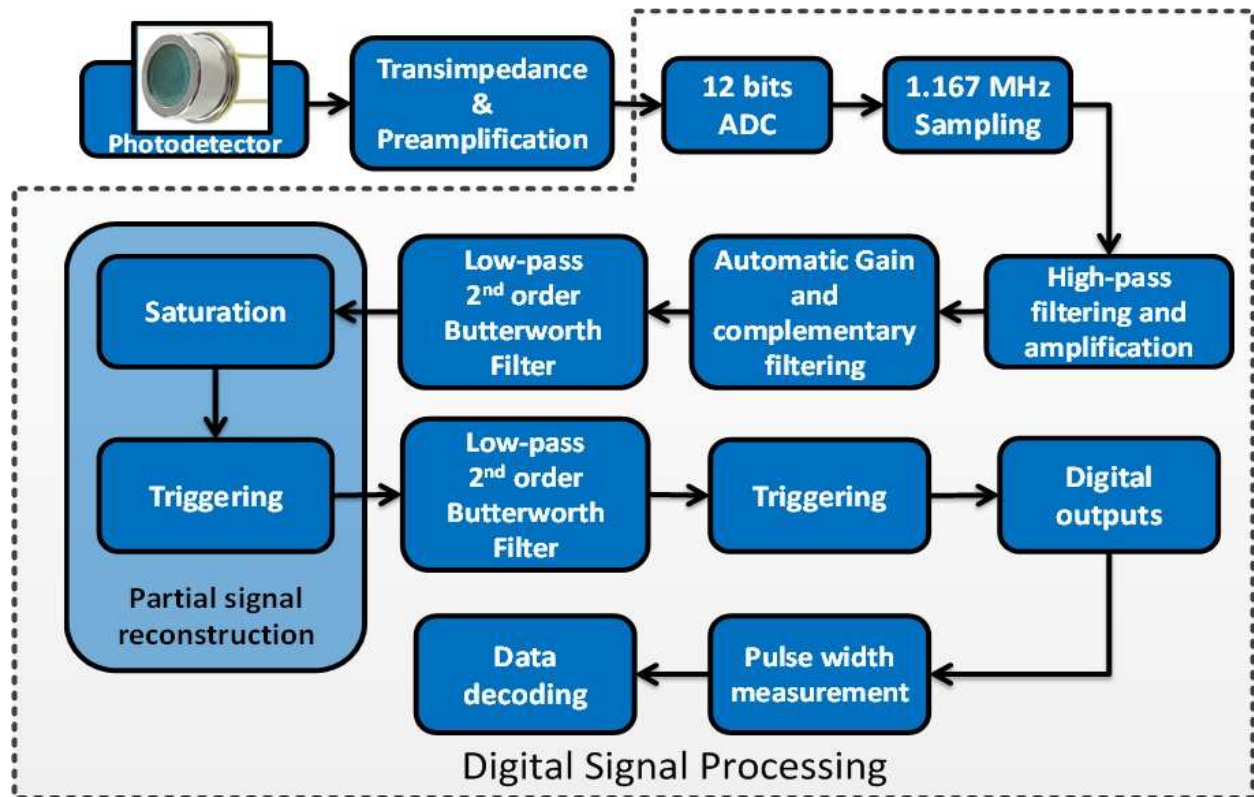 Photodetector
Transimpedance
&
Preamplification
12 bits
ADC
1.167 MHz
Sampling
High-pass
filtering and
amplification
Automatic Gain
and
complementary
filtering
Low-pass
2nd order
Butterworth
Filter
Saturation
Triggering
Partial signal
reconstruction
Low-pass
2nd order
Butterworth
Filter
Triggering
Digital
outputs
Pulse width
measurement
Data
decoding
Digital Signal Processing